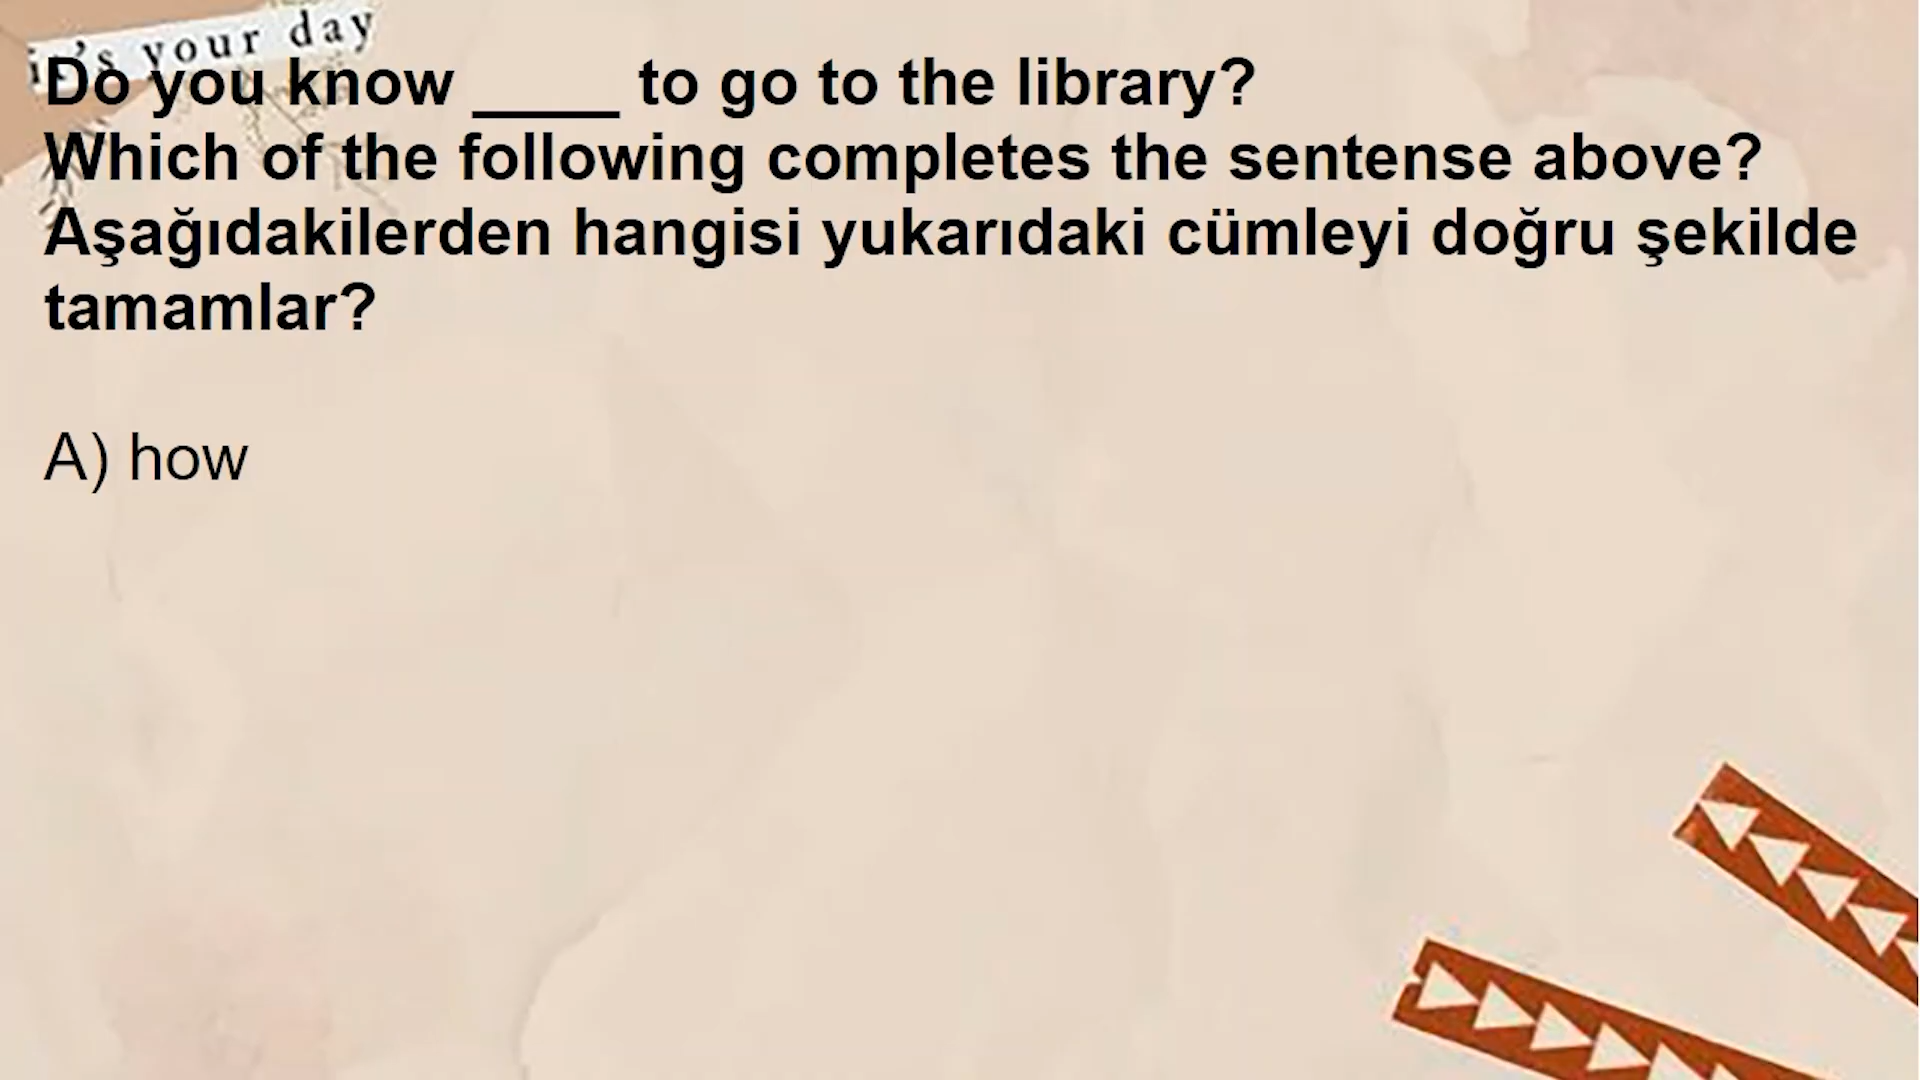 it's your day
Do you know ____ to go to the library?
Which of the following completes the sentense above?
Aşağıdakilerden hangisi yukarıdaki cümleyi doğru şekilde
tamamlar?
A) how